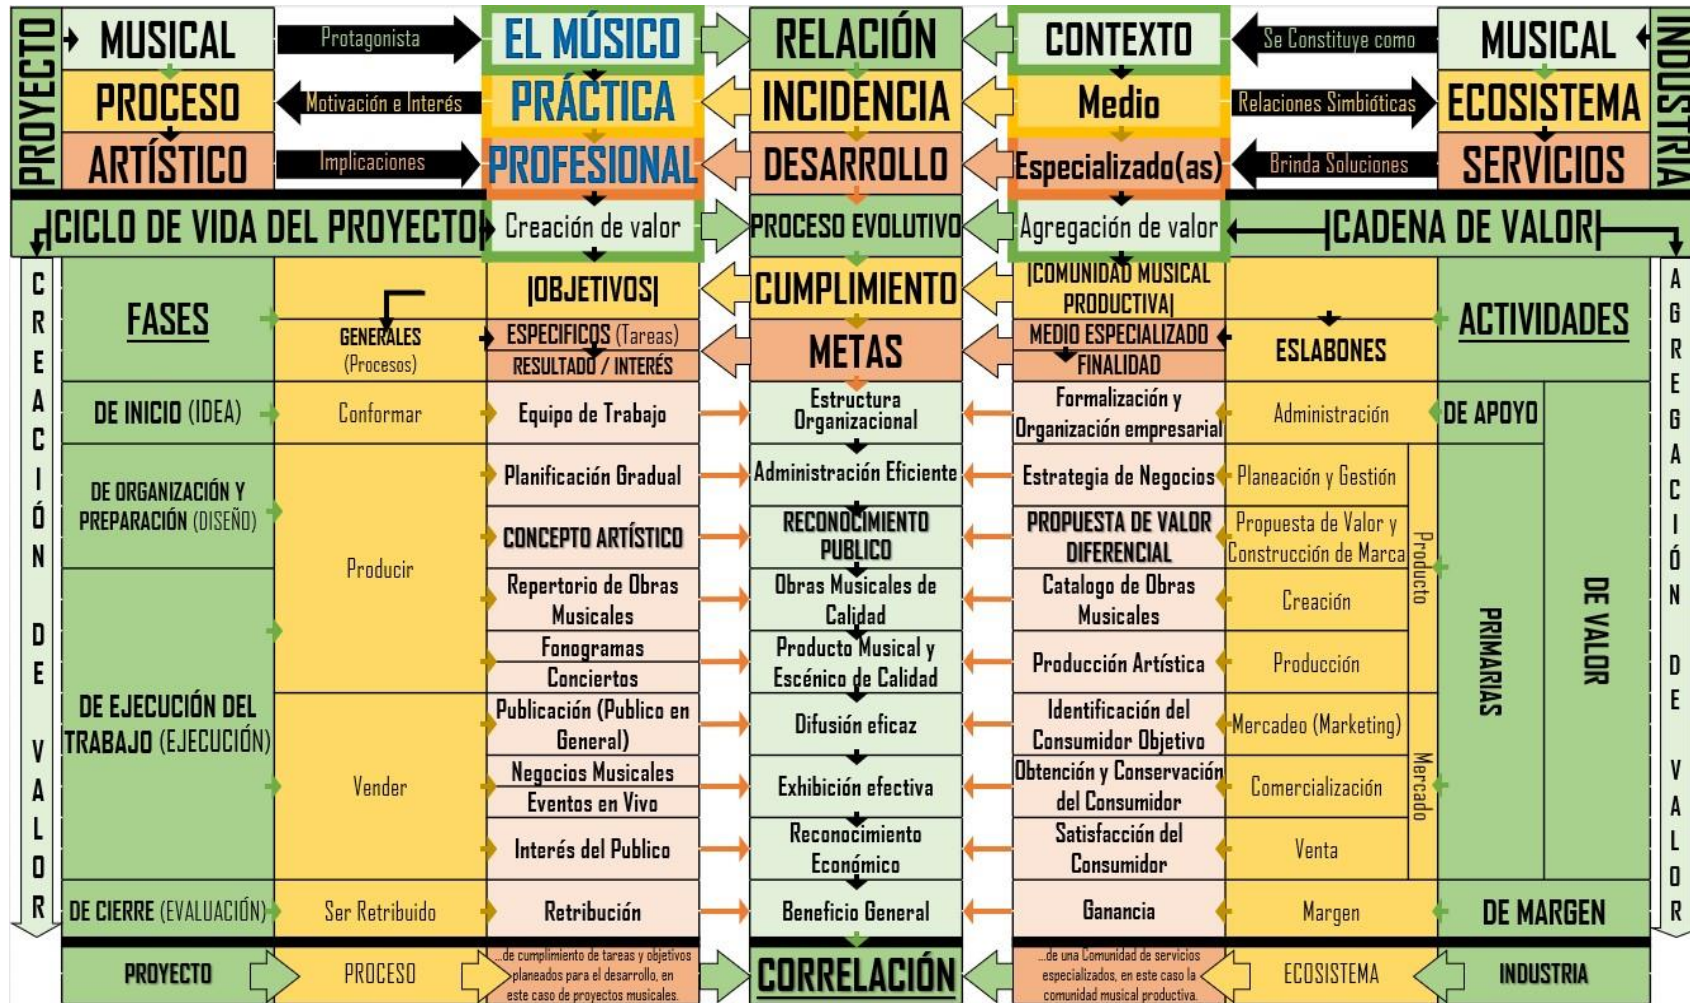 PROYECTO
MUSICAL
Protagonista
EL MÚSICO
RELACIÓN
CONTEXTO
Se Constituye como
MUSICAL
INDUSTRIA
PROCESO
Motivación e Interés
PRÁCTICA
INCIDENCIA
Medio
Relaciones Simbióticas
ECOSISTEMA
ARTÍSTICO
Implicaciones
PROFESIONAL
DESARROLLO
Especializado(as)
Brinda Soluciones
SERVICIOS
|CICLO DE VIDA DEL PROYECTO|
Creación de valor
PROCESO EVOLUTIVO
Agregación de valor
|CADENA DE VALOR|
CREACIÓN DE VALOR
FASES
GENERALES
(Procesos)
|OBJETIVOS|
ESPECIFICOS (Tareas)
RESULTADO / INTERÉS
CUMPLIMIENTO
METAS
|COMUNIDAD MUSICAL
PRODUCTIVA|
MEDIO ESPECIALIZADO
FINALIDAD
ESLABONES
ACTIVIDADES
AGREGACIÓN DE VALOR
DE INICIO (IDEA)
Conformar
Equipo de Trabajo
Estructura
Organizacional
Formalización y
Organización empresarial
Administración
DE APOYO
DE VALOR
DE ORGANIZACIÓN Y
PREPARACIÓN (DISEÑO)
Producir
Planificación Gradual
Administración Eficiente
Estrategia de Negocios
Planeación y Gestión
Producto
PRIMARIAS
CONCEPTO ARTÍSTICO
RECONOCIMIENTO
PUBLICO
PROPUESTA DE VALOR
DIFERENCIAL
Propuesta de Valor y
Construcción de Marca
DE EJECUCIÓN DEL
TRABAJO (EJECUCIÓN)
Repertorio de Obras
Musicales
Obras Musicales de
Calidad
Catalogo de Obras
Musicales
Creación
Fonogramas
Conciertos
Producto Musical y
Escénico de Calidad
Producción Artística
Producción
Vender
Publicación (Publico en
General)
Difusión eficaz
Identificación del
Consumidor Objetivo
Mercadeo (Marketing)
Mercado
Negocios Musicales
Eventos en Vivo
Exhibición efectiva
Obtención y Conservación
del Consumidor
Comercialización
Interés del Publico
Reconocimiento
Económico
Satisfacción del
Consumidor
Venta
DE CIERRE (EVALUACIÓN)
Ser Retribuido
Retribución
Beneficio General
Ganancia
Margen
DE MARGEN
PROYECTO
PROCESO
...de cumplimiento de tareas y objetivos
planeados para el desarrollo, en
este caso de proyectos musicales.
CORRELACIÓN
...de una Comunidad de servicios
especializados, en este caso la
comunidad musical productiva.
ECOSISTEMA
INDUSTRIA